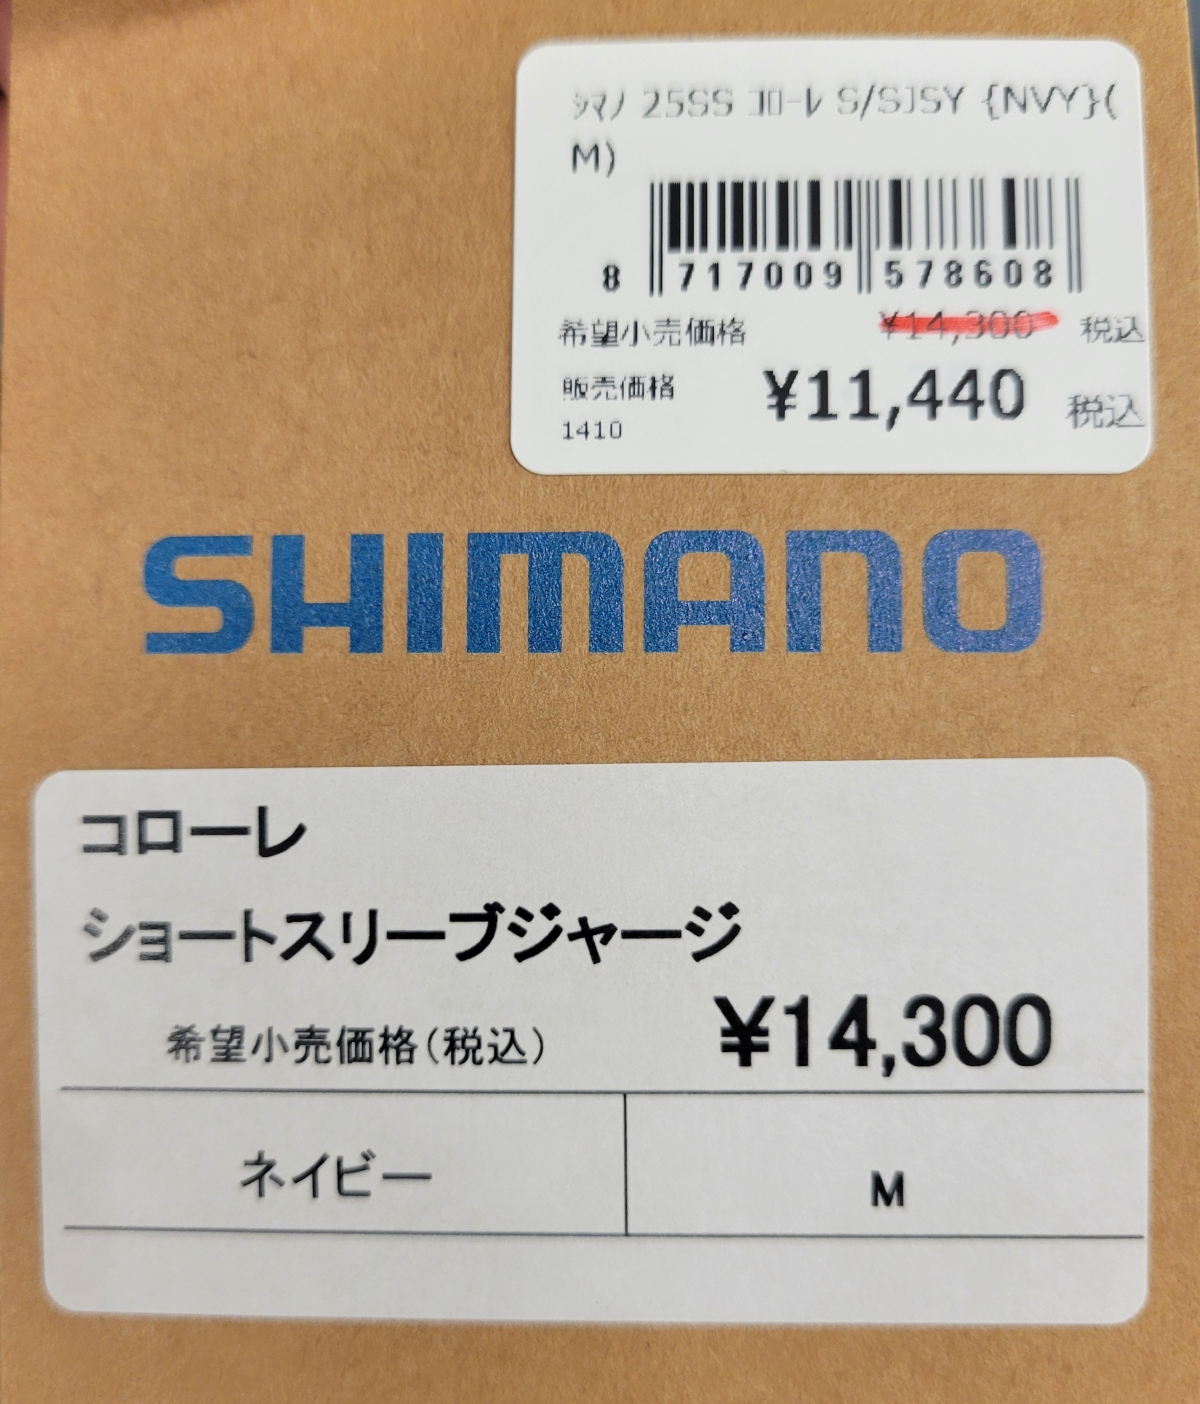 ｼﾏﾉ 25SS ｺﾛｰﾚ S/SJSY {NVY}(
M)
8 717009 578608
希望小売価格 ¥14,300 税込
販売価格 ¥11,440 税込
1410
SHIMANO
コローレ
ショートスリーブジャージ
希望小売価格(税込) ¥14,300
ネイビー M